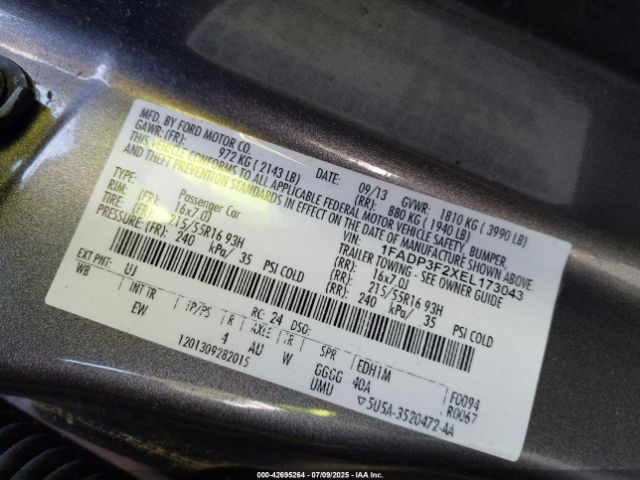 MFD. BY FORD MOTOR CO.
DATE: 09/13 GVWR: 1810 KG ( 3990 LB)
GAWR:(FR): 972 KG ( 2143 LB) (RR): 880 KG ( 1940 LB)
THIS VEHICLE CONFORMS TO ALL APPLICABLE FEDERAL MOTOR VEHICLE SAFETY, BUMPER,
AND THEFT PREVENTION STANDARDS IN EFFECT ON THE DATE OF MANUFACTURE SHOWN ABOVE.
VIN: 1FADP3F2XEL173043
TYPE: Passenger Car TRAILER TOWING - SEE OWNER GUIDE
RIM: (FR): 16x7.0J (RR): 16x7.0J
TIRE: (FR): 215/55R16 93H (RR): 215/55R16 93H
PRESSURE: (FR): 240 kPa/ 35 PSI COLD (RR): 240 kPa/ 35 PSI COLD
EXT PNT: UJ RC: 24 DSO:
WB INT TR TP/PS R AXLE TR SPR EDH1M F0094
EW 4 AU W GGGG 40A R0067
1201309282015 UMU ▽5U5A-3520472-AA
000-42695264 - 07/09/2025 - IAA Inc.